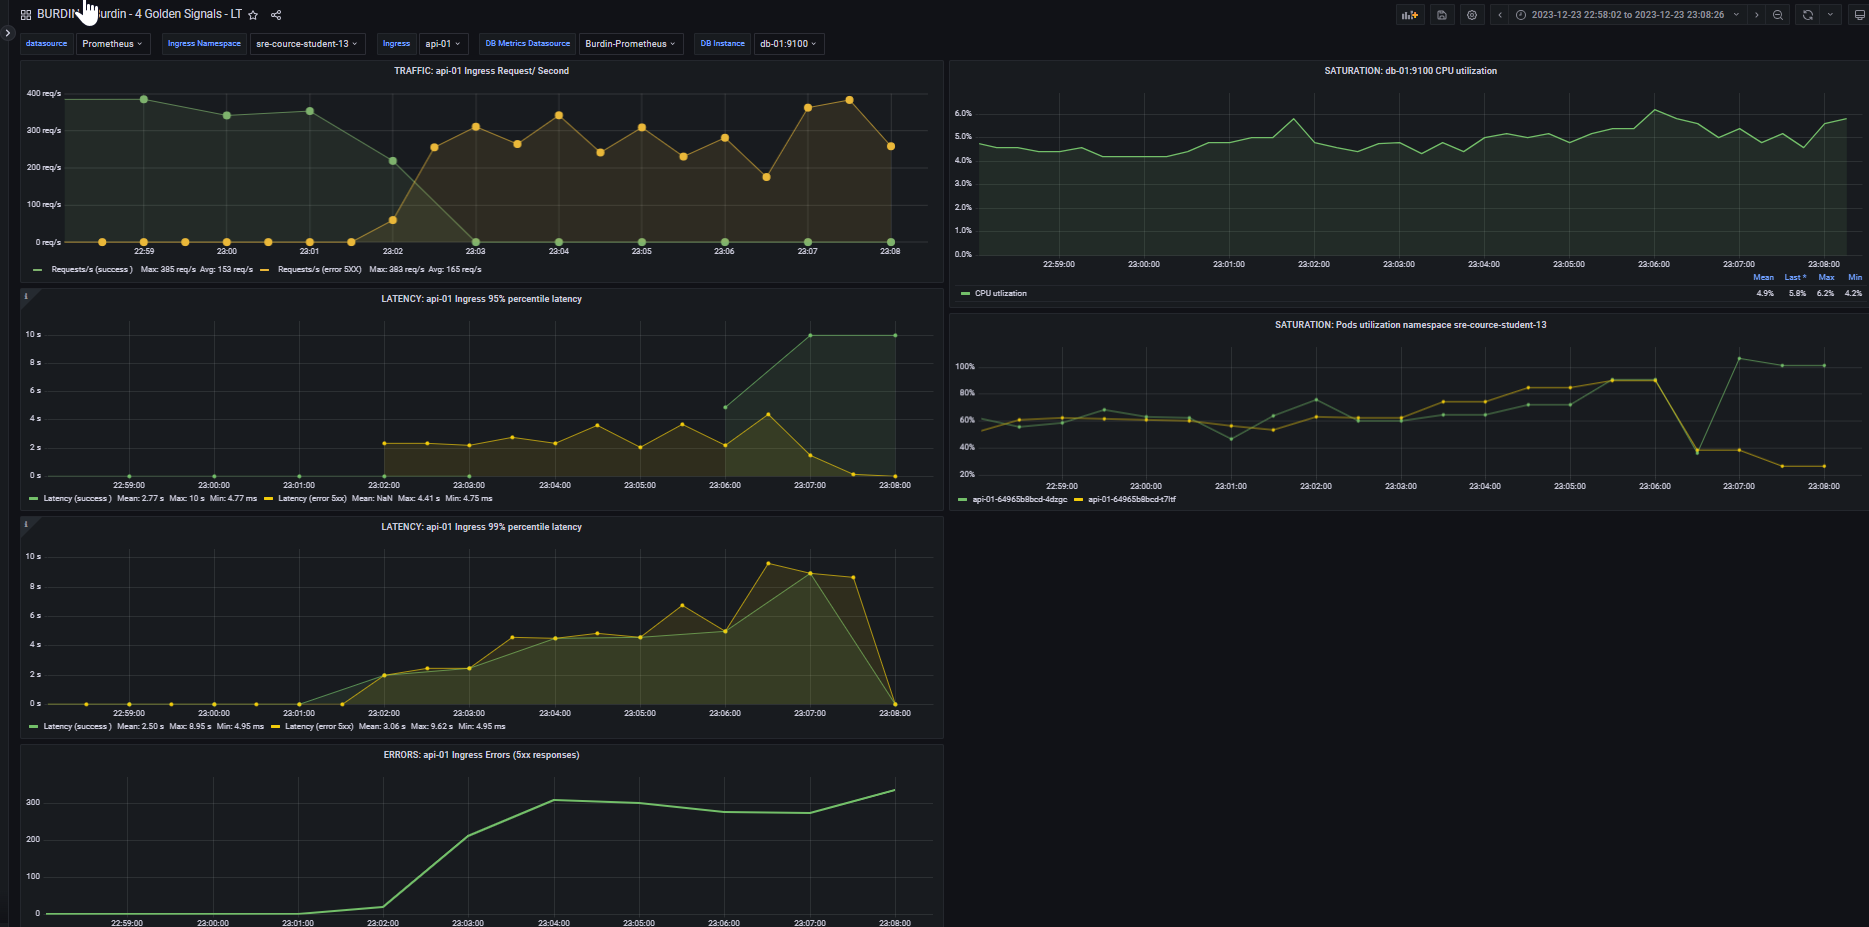 BURDIN Burdin - 4 Golden Signals - LT
2023-12-23 22:58:02 to 2023-12-23 23:08:26
datasource Prometheus Ingress Namespace sre-cource-student-13 Ingress api-01 DB Metrics Datasource Burdin-Prometheus DB Instance db-01:9100
TRAFFIC: api-01 Ingress Request/ Second
400 req/s
300 req/s
200 req/s
100 req/s
0 req/s
22:59 23:00 23:01 23:02 23:03 23:04 23:05 23:06 23:07 23:08
Requests/s (success ) Max: 385 req/s Avg: 153 req/s Requests/s (error 5XX) Max: 383 req/s Avg: 165 req/s
LATENCY: api-01 Ingress 95% percentile latency
10 s
8 s
6 s
4 s
2 s
0 s
22:59:00 23:00:00 23:01:00 23:02:00 23:03:00 23:04:00 23:05:00 23:06:00 23:07:00 23:08:00
Latency (success ) Mean: 2.77 s Max: 10 s Min: 4.77 ms Latency (error 5xx) Mean: NaN Max: 4.41 s Min: 4.75 ms
LATENCY: api-01 Ingress 99% percentile latency
10 s
8 s
6 s
4 s
2 s
0 s
22:59:00 23:00:00 23:01:00 23:02:00 23:03:00 23:04:00 23:05:00 23:06:00 23:07:00 23:08:00
Latency (success ) Mean: 2.50 s Max: 8.95 s Min: 4.95 ms Latency (error 5xx) Mean: 3.06 s Max: 9.62 s Min: 4.95 ms
ERRORS: api-01 Ingress Errors (5xx responses)
300
200
100
0
22:59:00 23:00:00 23:01:00 23:02:00 23:03:00 23:04:00 23:05:00 23:06:00 23:07:00 23:08:00
SATURATION: db-01:9100 CPU utilization
6.0%
5.0%
4.0%
3.0%
2.0%
1.0%
0.0%
22:59:00 23:00:00 23:01:00 23:02:00 23:03:00 23:04:00 23:05:00 23:06:00 23:07:00 23:08:00
Mean Last * Max Min
CPU utlization 4.9% 5.8% 6.2% 4.2%
SATURATION: Pods utilization namespace sre-cource-student-13
100%
80%
60%
40%
20%
22:59:00 23:00:00 23:01:00 23:02:00 23:03:00 23:04:00 23:05:00 23:06:00 23:07:00 23:08:00
api-01-64965b8bcd-4dzgc api-01-64965b8bcd-t7ltf